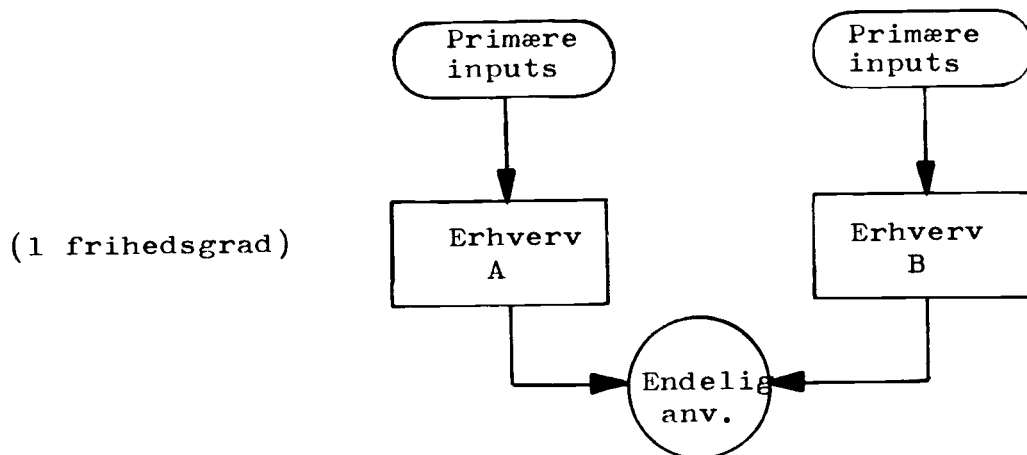 Primære
inputs
Primære
inputs
(1 frihedsgrad)
Erhverv
A
Erhverv
B
Endelig
anv.